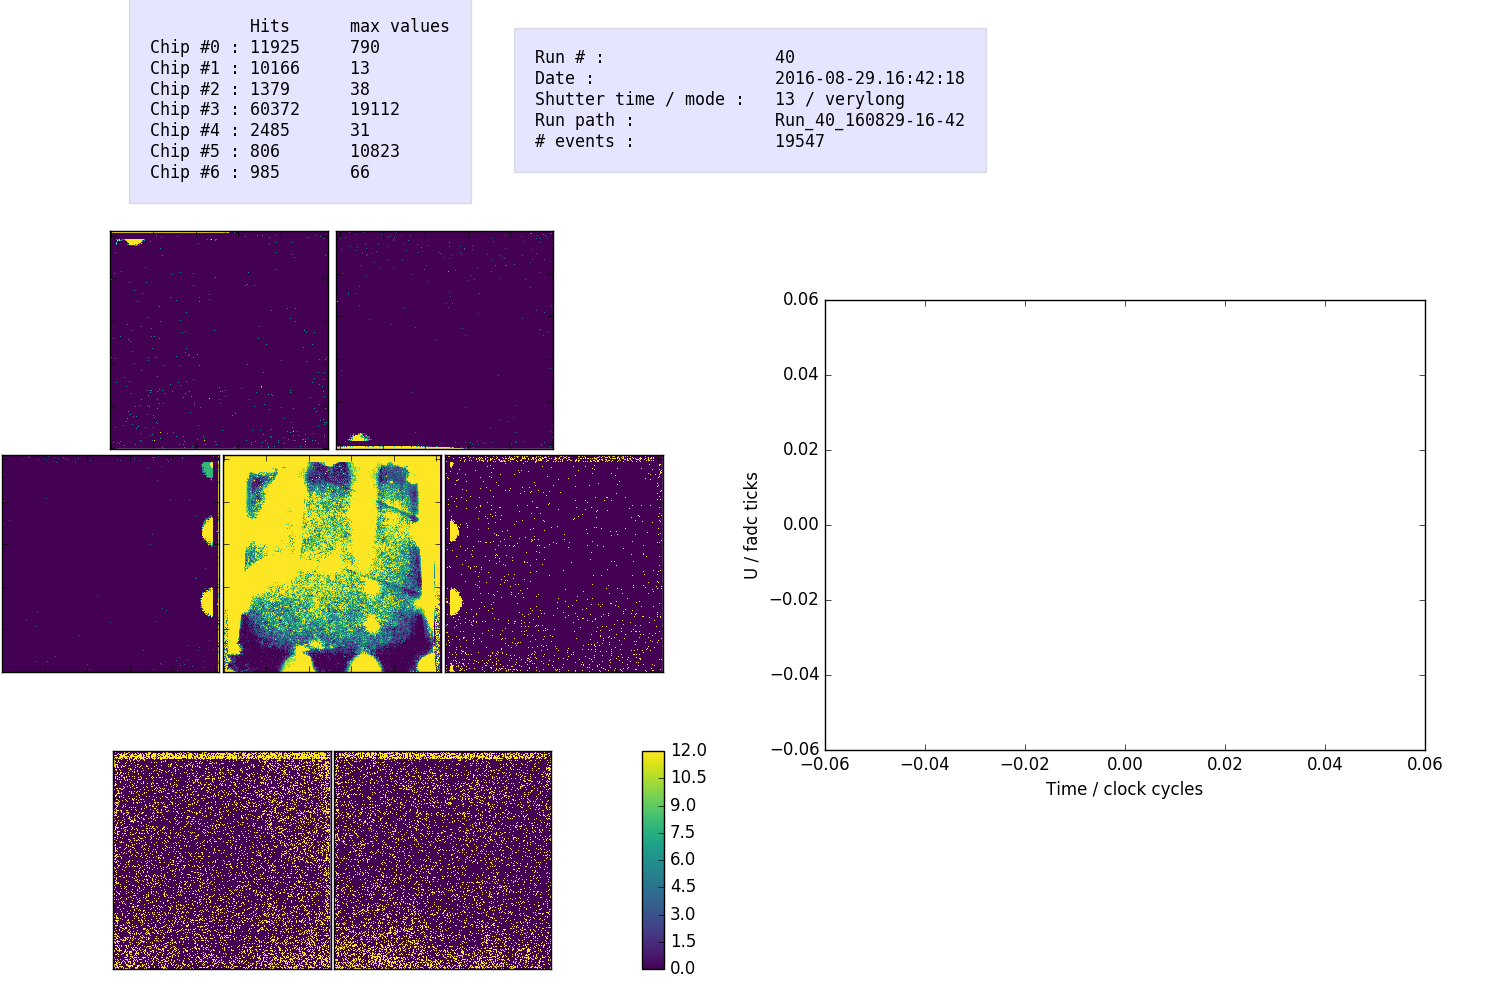 Hits max values
Chip #0 : 11925 790
Chip #1 : 10166 13
Chip #2 : 1379 38
Chip #3 : 60372 19112
Chip #4 : 2485 31
Chip #5 : 806 10823
Chip #6 : 985 66
Run # : 40
Date : 2016-08-29.16:42:18
Shutter time / mode : 13 / verylong
Run path : Run_40_160829-16-42
# events : 19547
12.0
10.5
9.0
7.5
6.0
4.5
3.0
1.5
0.0
U / fadc ticks
0.06
0.04
0.02
0.00
−0.02
−0.04
−0.06
−0.06 −0.04 −0.02 0.00 0.02 0.04 0.06
Time / clock cycles